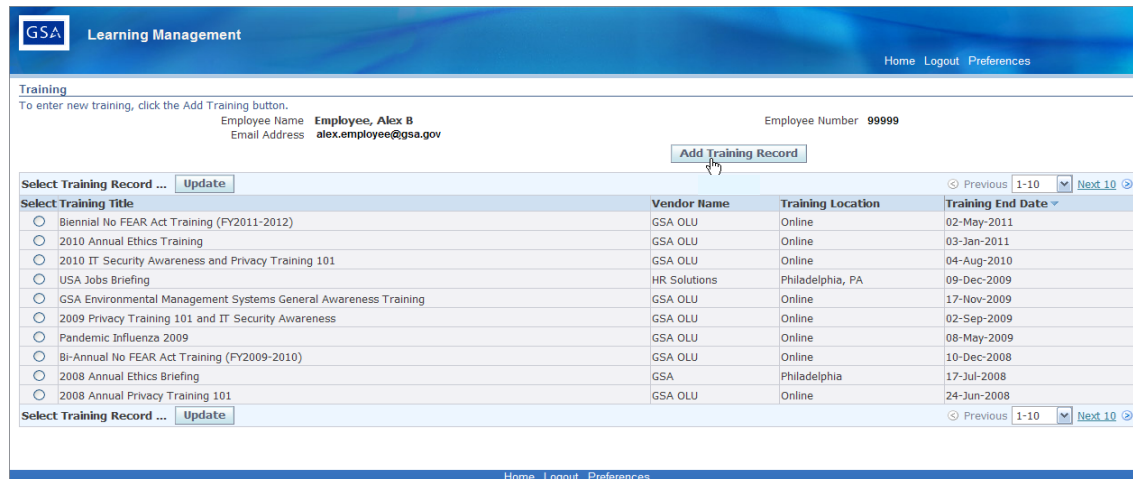 GSA Learning Management
Home Logout Preferences
Training
To enter new training, click the Add Training button.
Employee Name Employee, Alex B Employee Number 99999
Email Address alex.employee@gsa.gov
Add Training Record
Select Training Record ... Update Previous 1-10 Next 10
Select Training Title Vendor Name Training Location Training End Date
Biennial No FEAR Act Training (FY2011-2012) GSA OLU Online 02-May-2011
2010 Annual Ethics Training GSA OLU Online 03-Jan-2011
2010 IT Security Awareness and Privacy Training 101 GSA OLU Online 04-Aug-2010
USA Jobs Briefing HR Solutions Philadelphia, PA 09-Dec-2009
GSA Environmental Management Systems General Awareness Training GSA OLU Online 17-Nov-2009
2009 Privacy Training 101 and IT Security Awareness GSA OLU Online 02-Sep-2009
Pandemic Influenza 2009 GSA OLU Online 08-May-2009
Bi-Annual No FEAR Act Training (FY2009-2010) GSA OLU Online 10-Dec-2008
2008 Annual Ethics Briefing GSA Philadelphia 17-Jul-2008
2008 Annual Privacy Training 101 GSA OLU Online 24-Jun-2008
Select Training Record ... Update Previous 1-10 Next 10
Home Logout Preferences